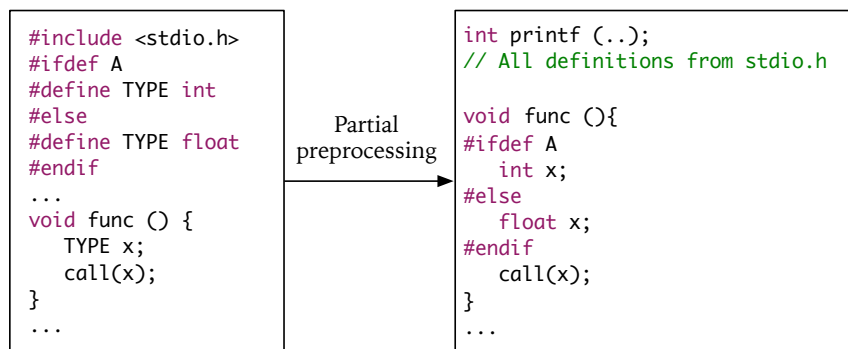 #include <stdio.h>
#ifdef A
#define TYPE int
#else
#define TYPE float
#endif
...
void func () {
   TYPE x;
   call(x);
}
...
Partial
preprocessing
int printf (..);
// All definitions from stdio.h

void func (){
#ifdef A
   int x;
#else
   float x;
#endif
   call(x);
}
...